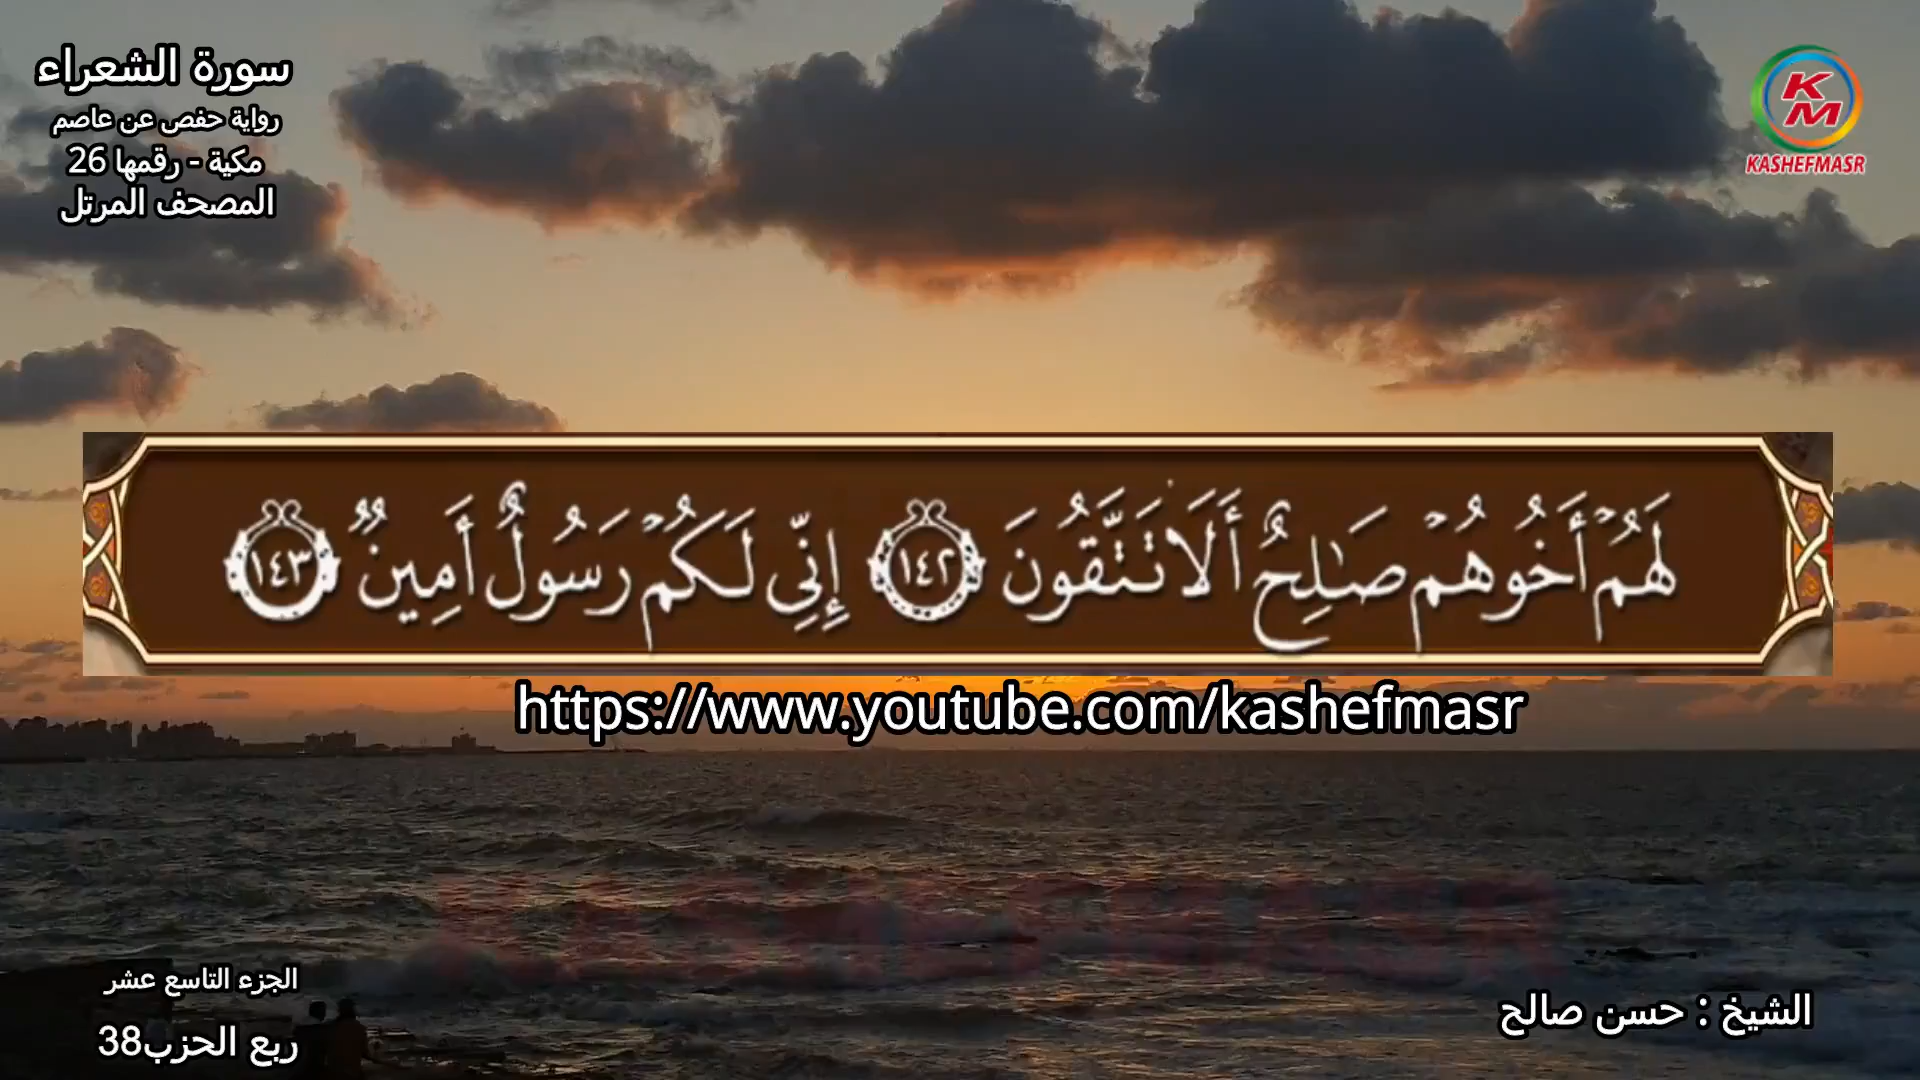 سورة الشعراء
رواية حفص عن عاصم
مكية - رقمها 26
المصحف المرتل
KM
KASHEFMASR
لَهُمْ أَخُوهُمْ صَٰلِحٌ أَلَا تَتَّقُونَ ١٤٢ إِنِّى لَكُمْ رَسُولٌ أَمِينٌ ١٤٣
https://www.youtube.com/kashefmasr
الجزء التاسع عشر
ربع الحزب38
الشيخ : حسن صالح